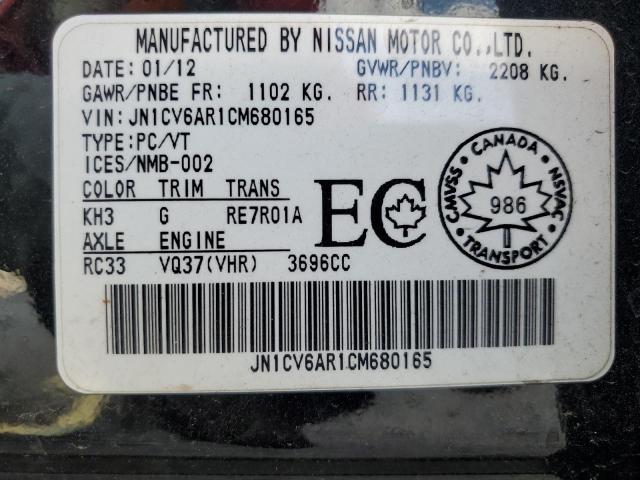 MANUFACTURED BY NISSAN MOTOR CO.,LTD.
DATE: 01/12 GVWR/PNBV: 2208 KG.
GAWR/PNBE FR: 1102 KG. RR: 1131 KG.
VIN: JN1CV6AR1CM680165
TYPE: PC/VT
ICES/NMB-002
COLOR TRIM TRANS
KH3 G RE7R01A
AXLE ENGINE
RC33 VQ37(VHR) 3696CC
EC
CANADA
CMVSS NSVAC
986
TRANSPORT
JN1CV6AR1CM680165